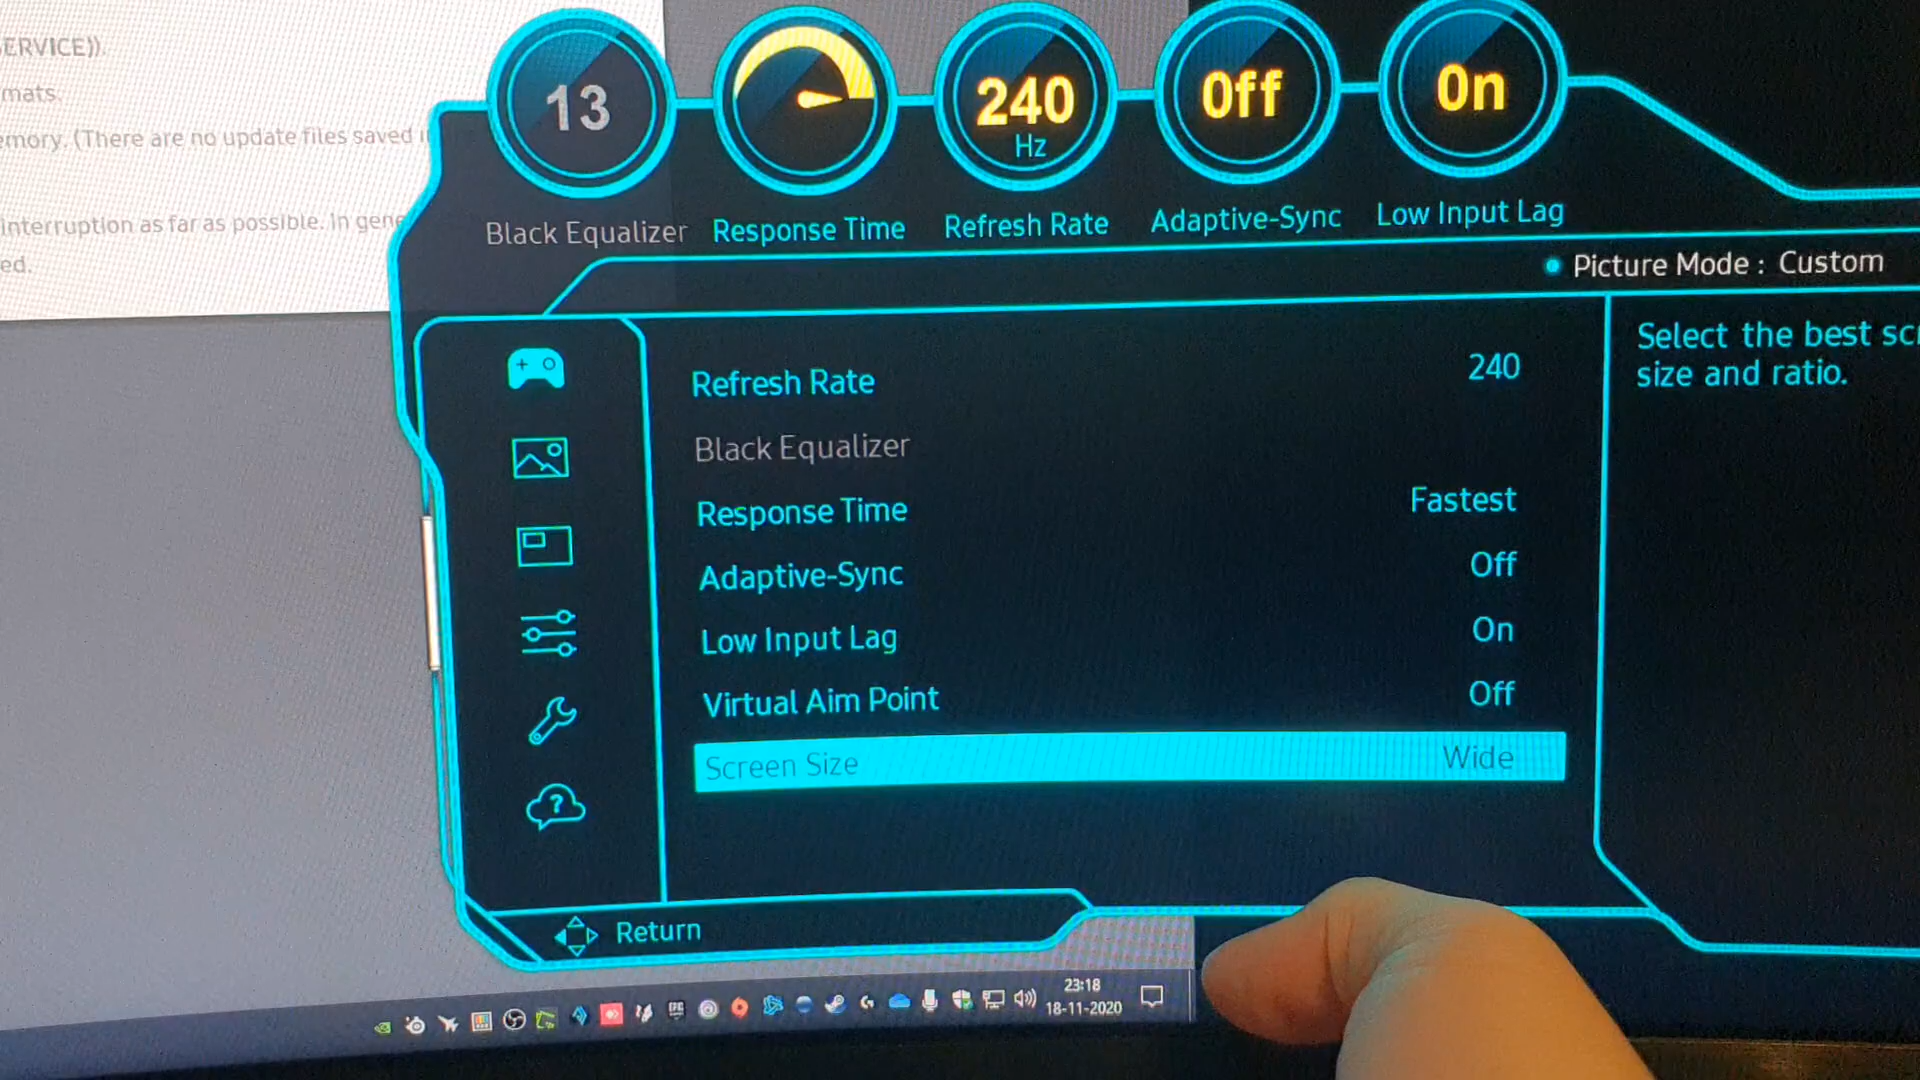 ERVICE)).
mats.
emory. (There are no update files saved i
interruption as far as possible. In gene
ed.
13
240
Hz
Off
On
Black Equalizer
Response Time
Refresh Rate
Adaptive-Sync
Low Input Lag
Picture Mode : Custom
Refresh Rate 240
Black Equalizer
Response Time Fastest
Adaptive-Sync Off
Low Input Lag On
Virtual Aim Point Off
Screen Size Wide
Select the best scr
size and ratio.
Return
EPIC
23:18
18-11-2020